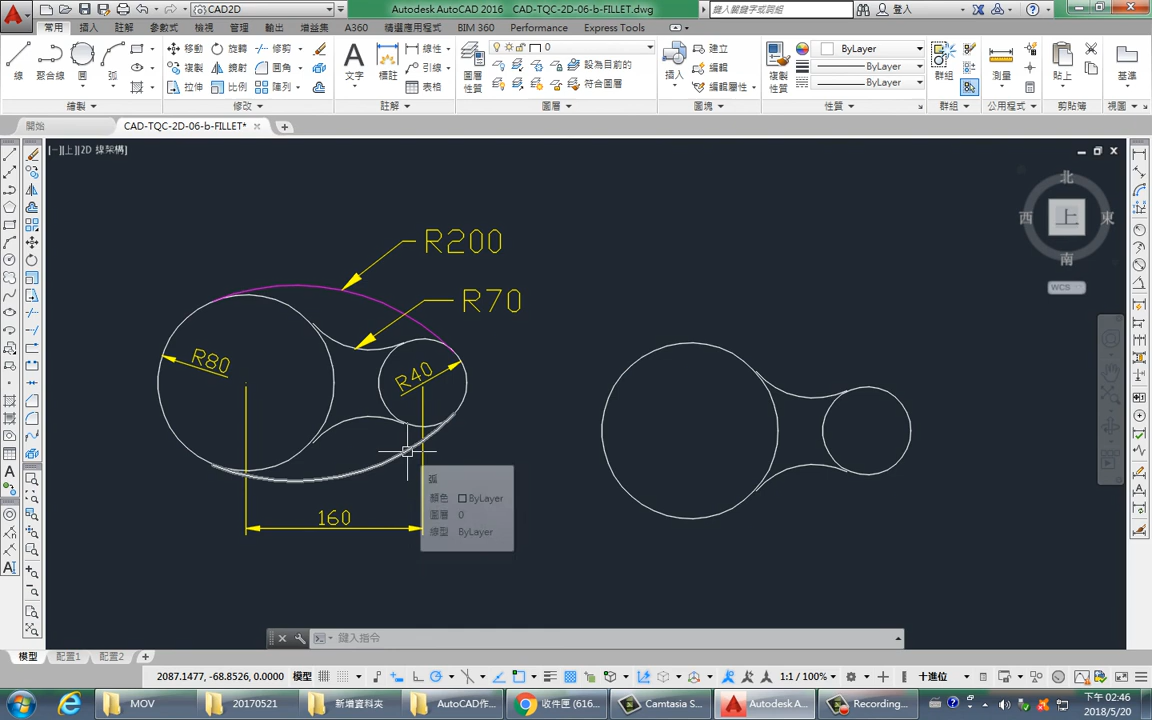 CAD2D
Autodesk AutoCAD 2016 CAD-TQC-2D-06-b-FILLET.dwg
鍵入關鍵字或詞組
登入
常用 插入 註解 參數式 檢視 管理 輸出 增益集 A360 精選應用程式 BIM 360 Performance Express Tools
線 聚合線 圓 弧
移動 旋轉 修剪
複製 鏡射 圓角
拉伸 比例 陣列
文字 標註
線性
引線
表格
圖層性質
0
設為目前的
符合圖層
插入
建立
編輯
編輯屬性
複製性質
ByLayer
ByLayer
ByLayer
群組
測量
貼上
基準
繪製 修改 註解 圖層 圖塊 性質 群組 公用程式 剪貼簿 視圖
開始 CAD-TQC-2D-06-b-FILLET*
[−][上][2D 線架構]
北
西 上 東
南
WCS
R200
R70
R80
R40
160
弧
顏色 ByLayer
圖層 0
線型 ByLayer
鍵入指令
模型 配置1 配置2
2087.1477, -68.8526, 0.0000 模型 1:1 / 100% 十進位
MOV 20170521 新增資料夾 AutoCAD作... 收件匣 (616... Camtasia S... Autodesk A... Recording...
下午 02:46
2018/5/20